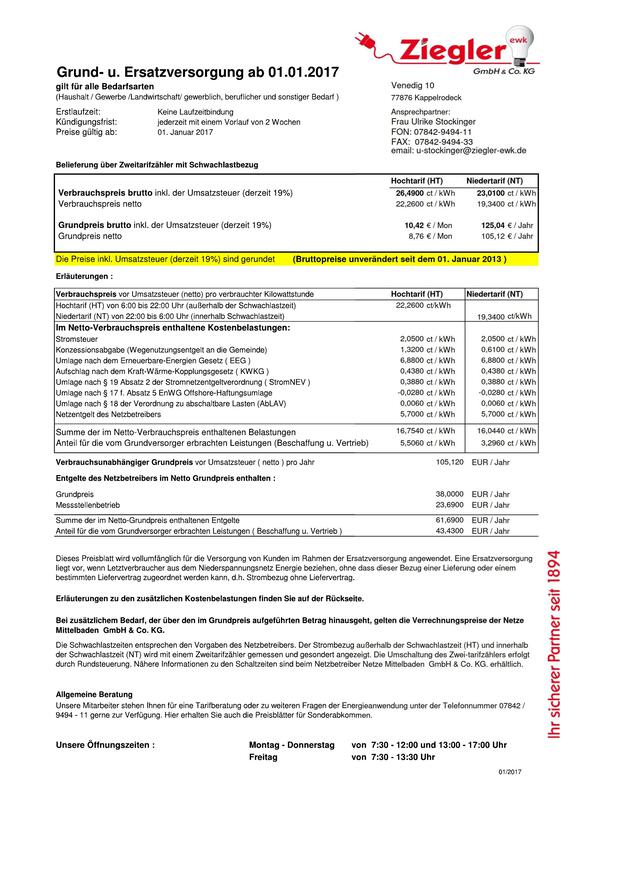 ewk
Ziegler
GmbH & Co. KG
Grund- u. Ersatzversorgung ab 01.01.2017
gilt für alle Bedarfsarten
(Haushalt / Gewerbe /Landwirtschaft/ gewerblich, beruflicher und sonstiger Bedarf )
Venedig 10
77876 Kappelrodeck
Erstlaufzeit: Keine Laufzeitbindung
Kündigungsfrist: jederzeit mit einem Vorlauf von 2 Wochen
Preise gültig ab: 01. Januar 2017
Ansprechpartner:
Frau Ulrike Stockinger
FON: 07842-9494-11
FAX: 07842-9494-33
email: u-stockinger@ziegler-ewk.de
Belieferung über Zweitarifzähler mit Schwachlastbezug
Hochtarif (HT) Niedertarif (NT)
Verbrauchspreis brutto inkl. der Umsatzsteuer (derzeit 19%) 26,4900 ct / kWh 23,0100 ct / kWh
Verbrauchspreis netto 22,2600 ct / kWh 19,3400 ct / kWh
Grundpreis brutto inkl. der Umsatzsteuer (derzeit 19%) 10,42 € / Mon 125,04 € / Jahr
Grundpreis netto 8,76 € / Mon 105,12 € / Jahr
Die Preise inkl. Umsatzsteuer (derzeit 19%) sind gerundet (Bruttopreise unverändert seit dem 01. Januar 2013 )
Erläuterungen :
Verbrauchspreis vor Umsatzsteuer (netto) pro verbrauchter Kilowattstunde Hochtarif (HT) Niedertarif (NT)
Hochtarif (HT) von 6:00 bis 22:00 Uhr (außerhalb der Schwachlastzeit) 22,2600 ct/kWh
Niedertarif (NT) von 22:00 bis 6:00 Uhr (innerhalb Schwachlastzeit) 19,3400 ct/kWh
Im Netto-Verbrauchspreis enthaltene Kostenbelastungen:
Stromsteuer 2,0500 ct / kWh 2,0500 ct / kWh
Konzessionsabgabe (Wegenutzungsentgelt an die Gemeinde) 1,3200 ct / kWh 0,6100 ct / kWh
Umlage nach dem Erneuerbare-Energien Gesetz ( EEG ) 6,8800 ct / kWh 6,8800 ct / kWh
Aufschlag nach dem Kraft-Wärme-Kopplungsgesetz ( KWKG ) 0,4380 ct / kWh 0,4380 ct / kWh
Umlage nach § 19 Absatz 2 der Stromnetzentgeltverordnung ( StromNEV ) 0,3880 ct / kWh 0,3880 ct / kWh
Umlage nach § 17 f. Absatz 5 EnWG Offshore-Haftungsumlage -0,0280 ct / kWh -0,0280 ct / kWh
Umlage nach § 18 der Verordnung zu abschaltbare Lasten (AbLAV) 0,0060 ct / kWh 0,0060 ct / kWh
Netzentgelt des Netzbetreibers 5,7000 ct / kWh 5,7000 ct / kWh
Summe der im Netto-Verbrauchspreis enthaltenen Belastungen 16,7540 ct / kWh 16,0440 ct / kWh
Anteil für die vom Grundversorger erbrachten Leistungen (Beschaffung u. Vertrieb) 5,5060 ct / kWh 3,2960 ct / kWh
Verbrauchsunabhängiger Grundpreis vor Umsatzsteuer ( netto ) pro Jahr 105,120 EUR / Jahr
Entgelte des Netzbetreibers im Netto Grundpreis enthalten :
Grundpreis 38,0000 EUR / Jahr
Messstellenbetrieb 23,6900 EUR / Jahr
Summe der im Netto-Grundpreis enthaltenen Entgelte 61,6900 EUR / Jahr
Anteil für die vom Grundversorger erbrachten Leistungen ( Beschaffung u. Vertrieb ) 43,4300 EUR / Jahr
Dieses Preisblatt wird vollumfänglich für die Versorgung von Kunden im Rahmen der Ersatzversorgung angewendet. Eine Ersatzversorgung
liegt vor, wenn Letztverbraucher aus dem Niederspannungsnetz Energie beziehen, ohne dass dieser Bezug einer Lieferung oder einem
bestimmten Liefervertrag zugeordnet werden kann, d.h. Strombezug ohne Liefervertrag.
Erläuterungen zu den zusätzlichen Kostenbelastungen finden Sie auf der Rückseite.
Bei zusätzlichem Bedarf, der über den im Grundpreis aufgeführten Betrag hinausgeht, gelten die Verrechnungspreise der Netze
Mittelbaden GmbH & Co. KG.
Die Schwachlastzeiten entsprechen den Vorgaben des Netzbetreibers. Der Strombezug außerhalb der Schwachlastzeit (HT) und innerhalb
der Schwachlastzeit (NT) wird mit einem Zweitarifzähler gemessen und gesondert angezeigt. Die Umschaltung des Zwei-tarifzählers erfolgt
durch Rundsteuerung. Nähere Informationen zu den Schaltzeiten sind beim Netzbetreiber Netze Mittelbaden GmbH & Co. KG. erhältlich.
Allgemeine Beratung
Unsere Mitarbeiter stehen Ihnen für eine Tarifberatung oder zu weiteren Fragen der Energieanwendung unter der Telefonnummer 07842 /
9494 - 11 gerne zur Verfügung. Hier erhalten Sie auch die Preisblätter für Sonderabkommen.
Unsere Öffnungszeiten : Montag - Donnerstag von 7:30 - 12:00 und 13:00 - 17:00 Uhr
Freitag von 7:30 - 13:30 Uhr
01/2017
Ihr sicherer Partner seit 1894